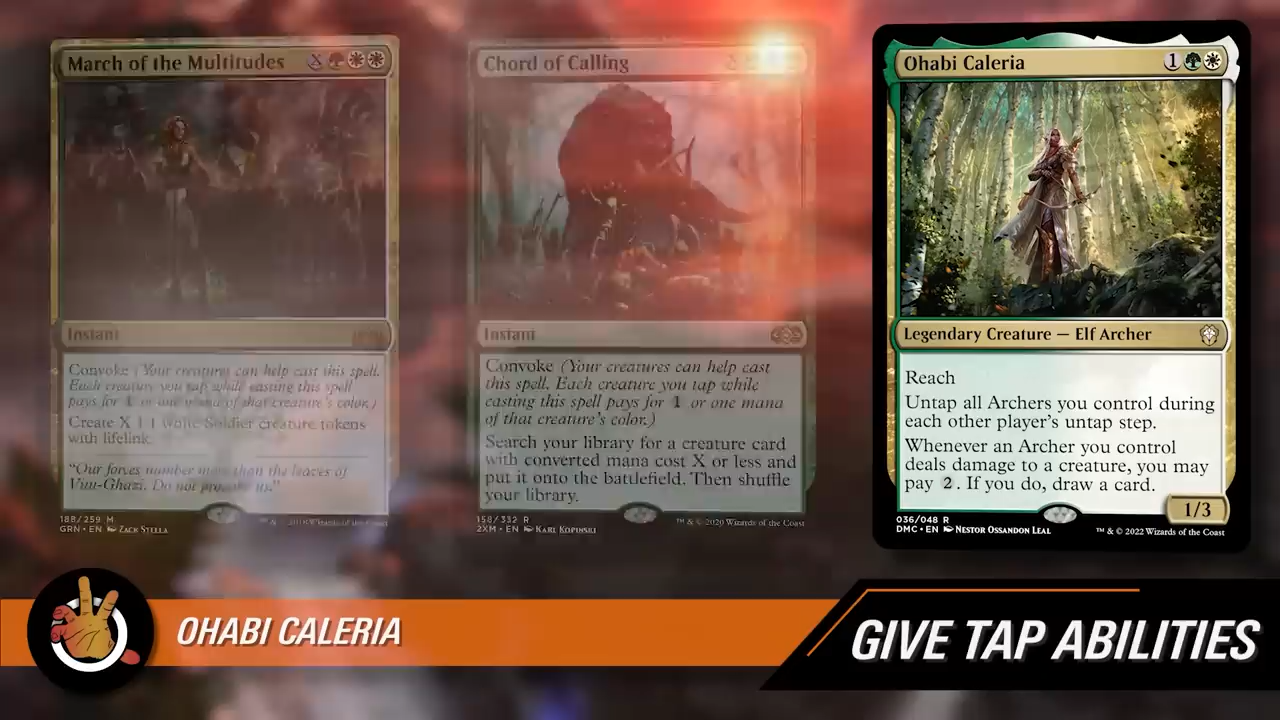 March of the Multitudes X
Instant
Convoke (Your creatures can help cast this spell.
Each creature you tap while casting this spell
pays for 1 or one mana of that creature's color.)
Create X 1/1 white Soldier creature tokens
with lifelink.
"Our forces number more than the leaves of
Vitu-Ghazi. Do not provoke us."
188/259 M
GRN • EN Zack Stella
™ & © 2018 Wizards of the Coast
Chord of Calling
Instant
Convoke (Your creatures can help cast
this spell. Each creature you tap while
casting this spell pays for 1 or one mana
of that creature's color.)
Search your library for a creature card
with converted mana cost X or less and
put it onto the battlefield. Then shuffle
your library.
158/332 R
2XM • EN Karl Kopinski
™ & © 2020 Wizards of the Coast
Ohabi Caleria 1
Legendary Creature — Elf Archer
Reach
Untap all Archers you control during
each other player's untap step.
Whenever an Archer you control
deals damage to a creature, you may
pay 2. If you do, draw a card.
1/3
036/048 R
DMC • EN Nestor Ossandon Leal
™ & © 2022 Wizards of the Coast
OHABI CALERIA
GIVE TAP ABILITIES